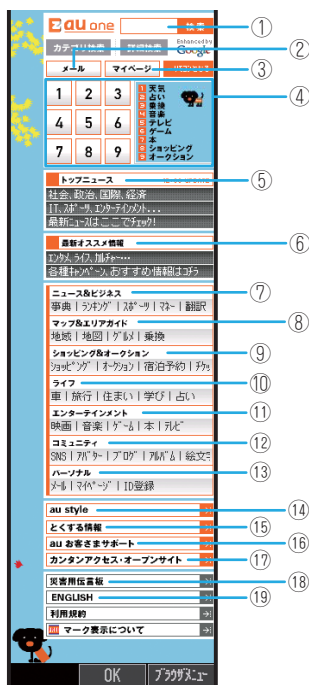 au one 検索 ①
カテゴリ検索 詳細検索 Enhanced by Google ②
メール マイページ ③
④
1 2 3
4 5 6
7 8 9
1 天気
2 占い
3 乗換
4 音楽
5 テレビ
6 ゲーム
7 本
8 ショッピング
9 オークション
トップニュース ⑤
社会、政治、国際、経済
IT、スポーツ、エンターテインメント...
最新ニュースはここでチェック!
最新オススメ情報 ⑥
エンタメ、ライフ、カルチャー…
各種キャンペーン、おすすめ情報はコチラ
ニュース&ビジネス ⑦
事典 | ランキング | スポーツ | マネー | 翻訳
マップ&エリアガイド ⑧
地域 | 地図 | グルメ | 乗換
ショッピング&オークション ⑨
ショッピング | オークション | 宿泊予約 | チケッ
ライフ ⑩
車 | 旅行 | 住まい | 学び | 占い
エンターテインメント ⑪
映画 | 音楽 | ゲーム | 本 | テレビ
コミュニティ ⑫
SNS | アバター | ブログ | アルバム | 絵文字
パーソナル ⑬
メール | マイページ | ID登録
au style ⑭
とくする情報 ⑮
au お客さまサポート ⑯
カンタンアクセス・オープンサイト ⑰
災害用伝言板 ⑱
ENGLISH ⑲
利用規約
マーク表示について
OK ブラウザメニュー